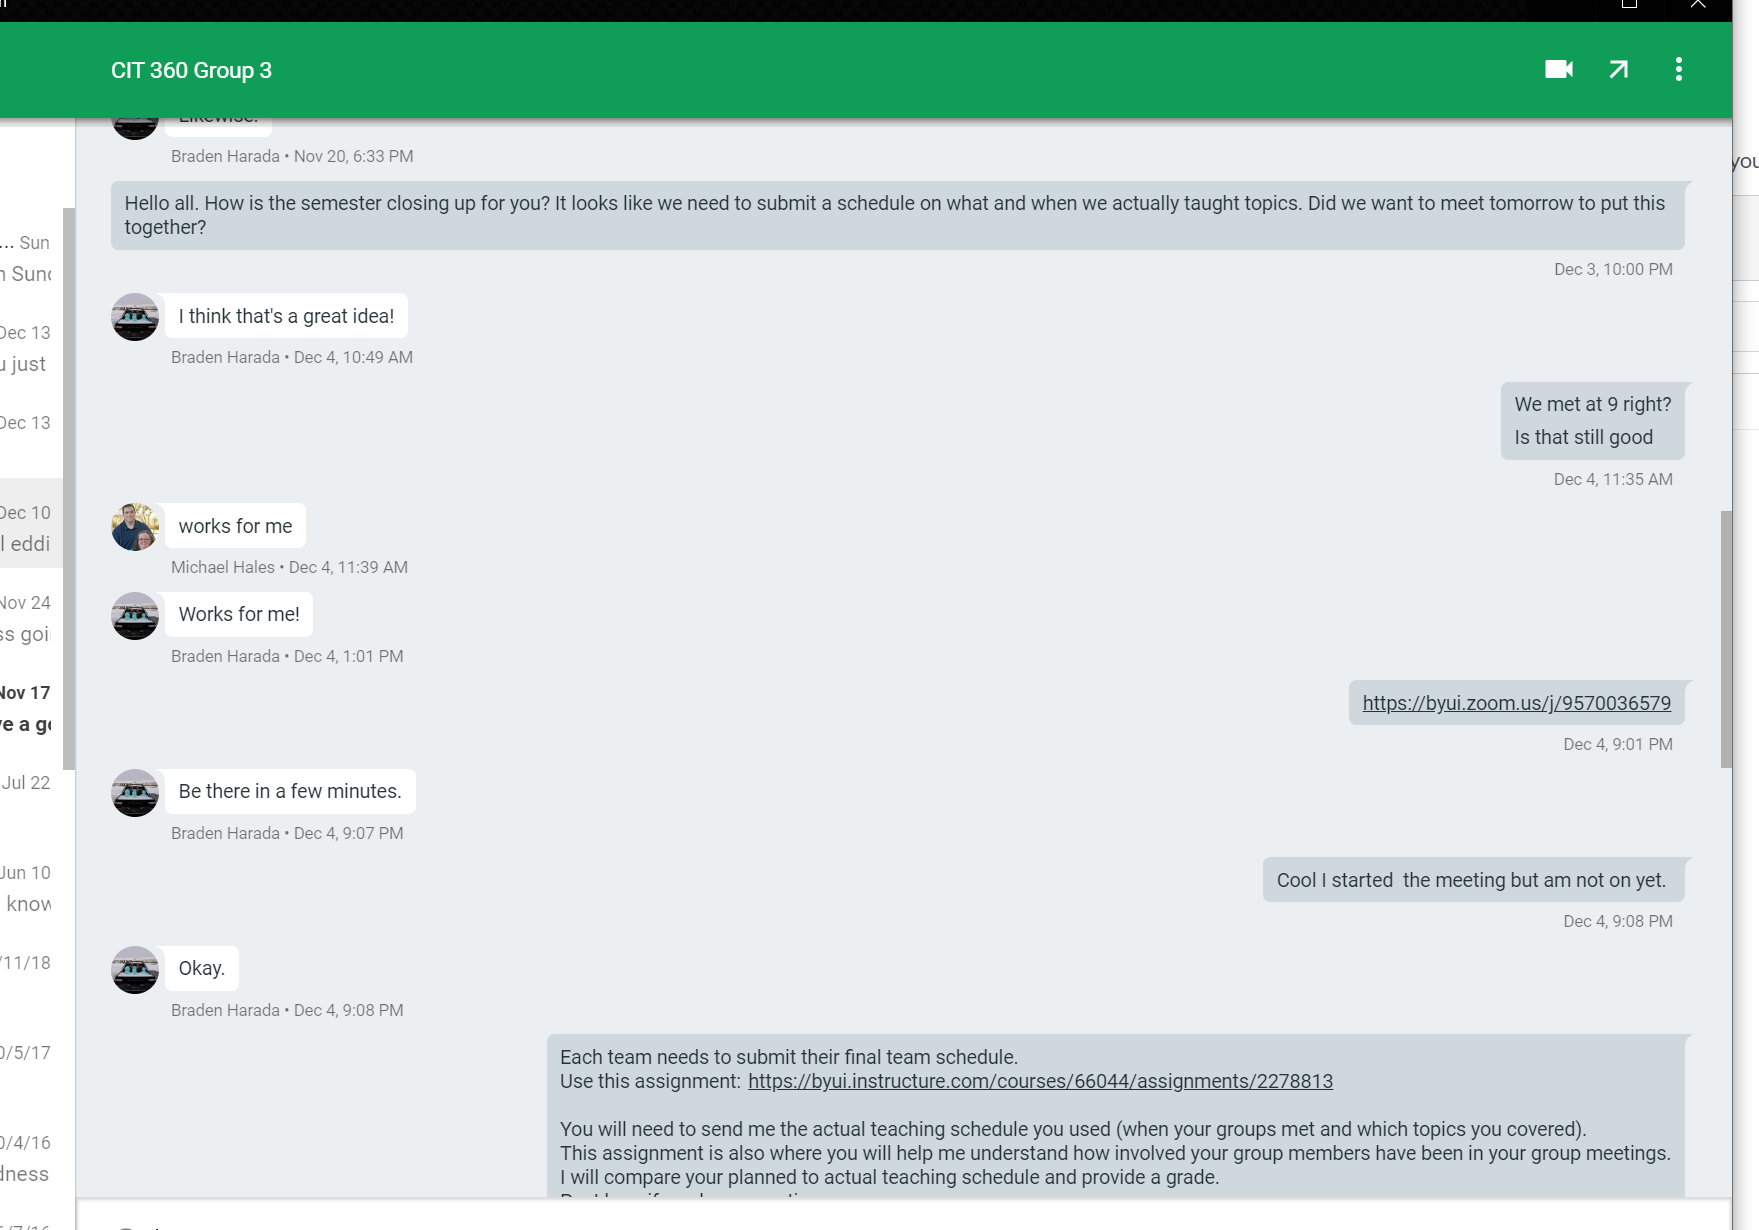 CIT 360 Group 3
Likewise.
Braden Harada • Nov 20, 6:33 PM
Hello all. How is the semester closing up for you? It looks like we need to submit a schedule on what and when we actually taught topics. Did we want to meet tomorrow to put this
together?
Dec 3, 10:00 PM
I think that's a great idea!
Braden Harada • Dec 4, 10:49 AM
We met at 9 right?
Is that still good
Dec 4, 11:35 AM
works for me
Michael Hales • Dec 4, 11:39 AM
Works for me!
Braden Harada • Dec 4, 1:01 PM
https://byui.zoom.us/j/9570036579
Dec 4, 9:01 PM
Be there in a few minutes.
Braden Harada • Dec 4, 9:07 PM
Cool I started  the meeting but am not on yet.
Dec 4, 9:08 PM
Okay.
Braden Harada • Dec 4, 9:08 PM
Each team needs to submit their final team schedule.
Use this assignment:  https://byui.instructure.com/courses/66044/assignments/2278813
You will need to send me the actual teaching schedule you used (when your groups met and which topics you covered).
This assignment is also where you will help me understand how involved your group members have been in your group meetings.
I will compare your planned to actual teaching schedule and provide a grade.
... Sun
Sun
Dec 13
just
Dec 13
Dec 10
eddi
Nov 24
goi
Nov 17
ve a go
Jul 22
Jun 10
know
/11/18
0/5/17
0/4/16
dness
you